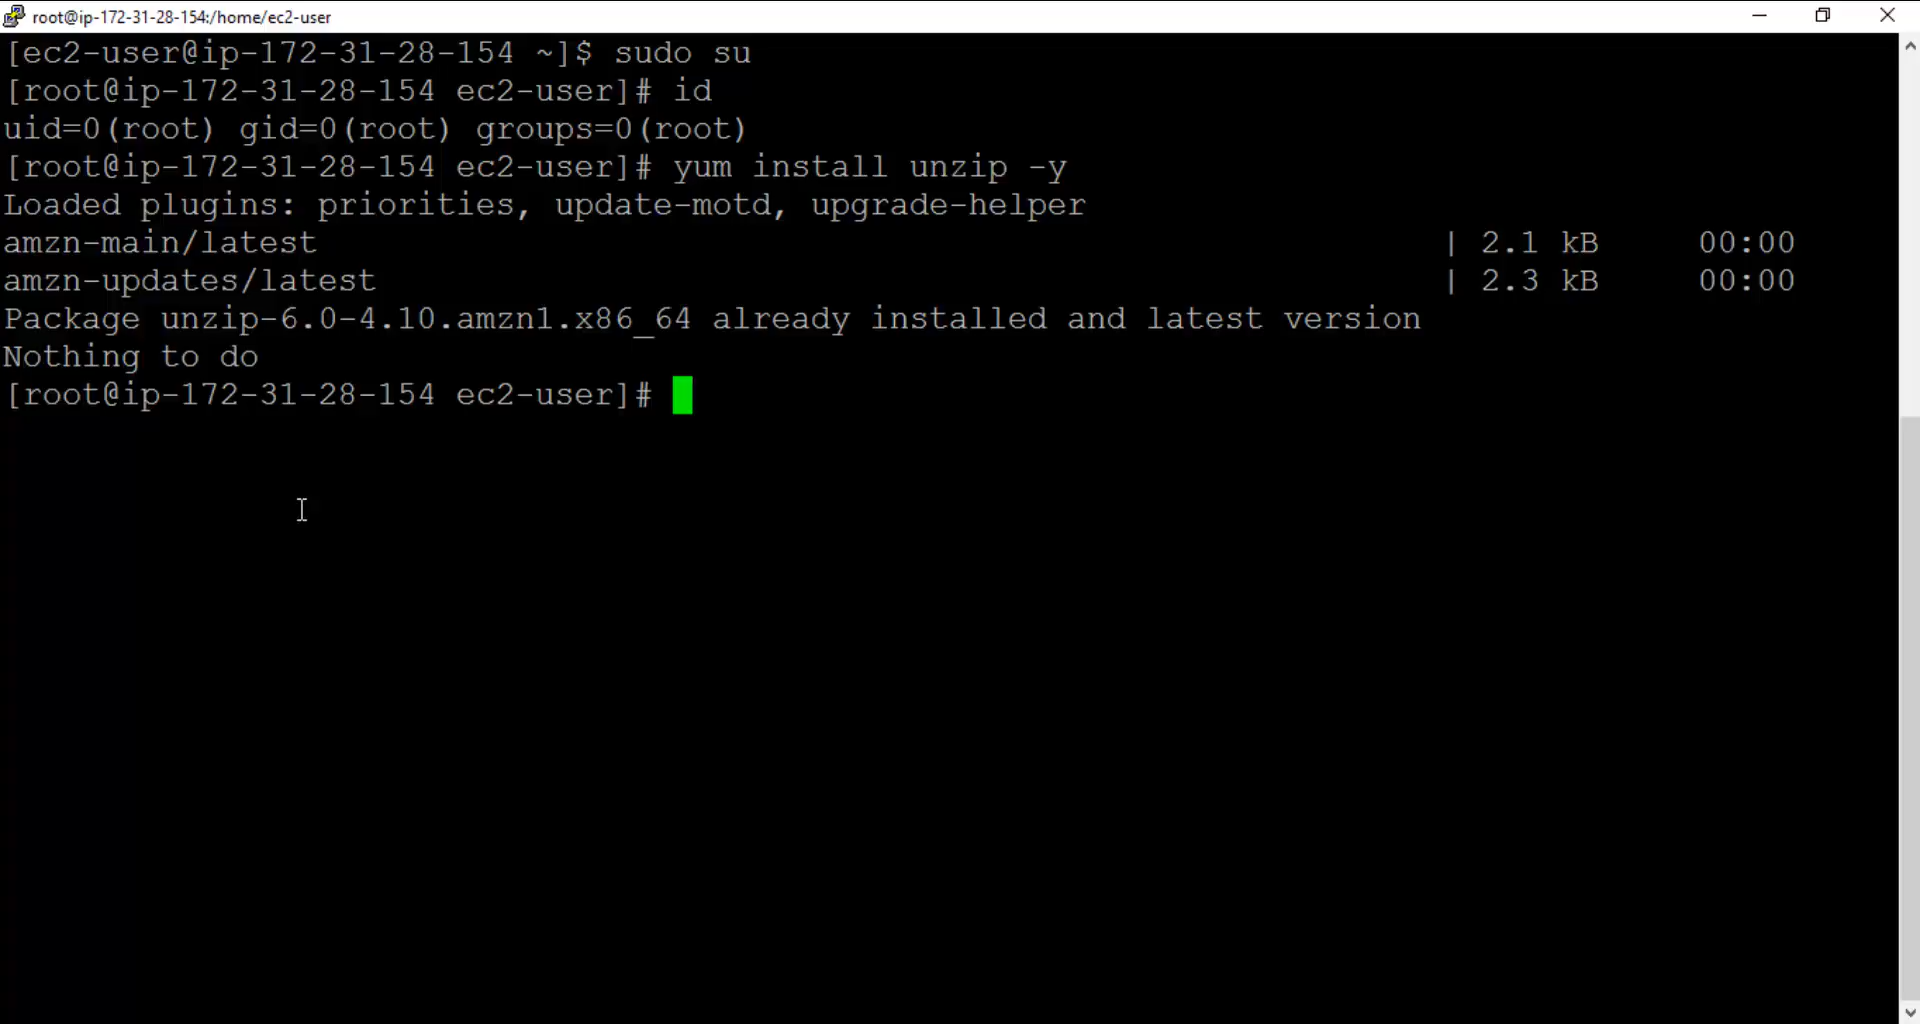 root@ip-172-31-28-154:/home/ec2-user
[ec2-user@ip-172-31-28-154 ~]$ sudo su
[root@ip-172-31-28-154 ec2-user]# id
uid=0(root) gid=0(root) groups=0(root)
[root@ip-172-31-28-154 ec2-user]# yum install unzip -y
Loaded plugins: priorities, update-motd, upgrade-helper
amzn-main/latest | 2.1 kB 00:00
amzn-updates/latest | 2.3 kB 00:00
Package unzip-6.0-4.10.amzn1.x86_64 already installed and latest version
Nothing to do
[root@ip-172-31-28-154 ec2-user]#